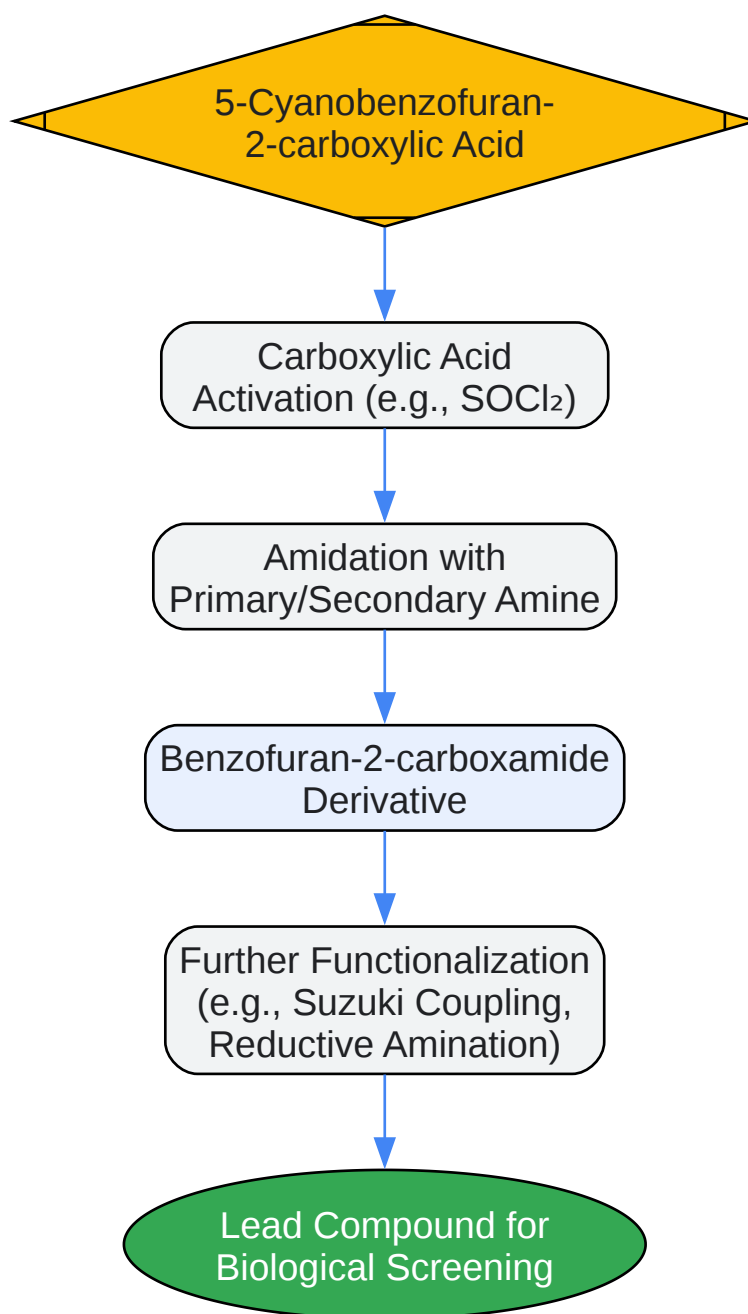 5-Cyanobenzofuran-
2-carboxylic Acid
Carboxylic Acid
Activation (e.g., SOCl₂)
Amidation with
Primary/Secondary Amine
Benzofuran-2-carboxamide
Derivative
Further Functionalization
(e.g., Suzuki Coupling,
Reductive Amination)
Lead Compound for
Biological Screening